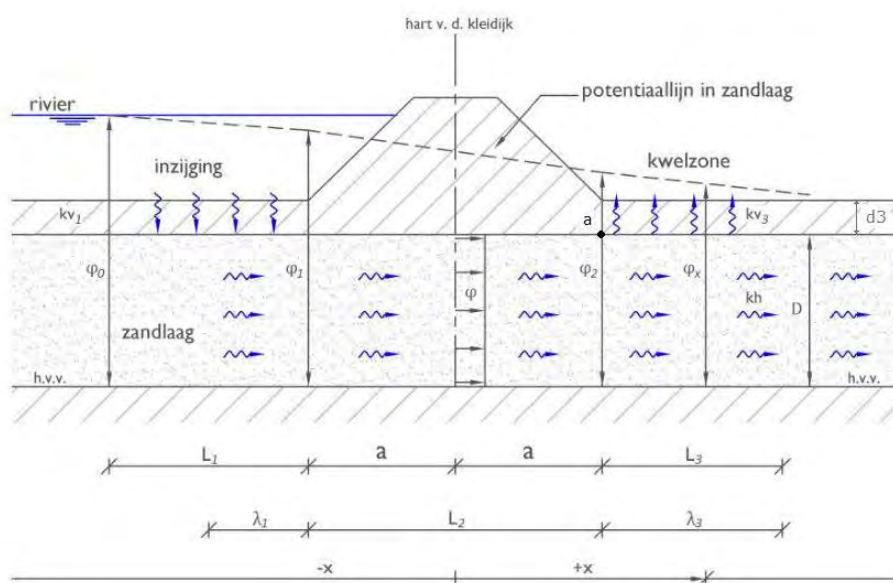 hart v. d. kleidijk
rivier
potentiaallijn in zandlaag
inzijging
kwelzone
kv1
kv3
d3
a
φ0
φ1
φ
φ2
φx
kh
D
zandlaag
h.v.v.
h.v.v.
L1
a
a
L3
λ1
L2
λ3
-x
+x